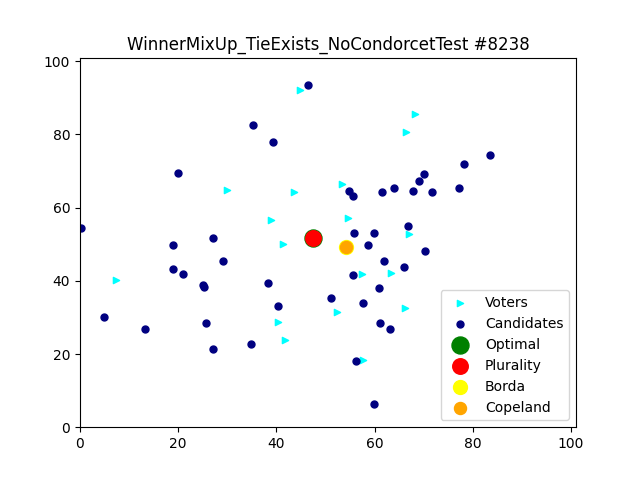 WinnerMixUp_TieExists_NoCondorcetTest #8238
100
80
60
40
20
0
0 20 40 60 80 100
Voters
Candidates
Optimal
Plurality
Borda
Copeland